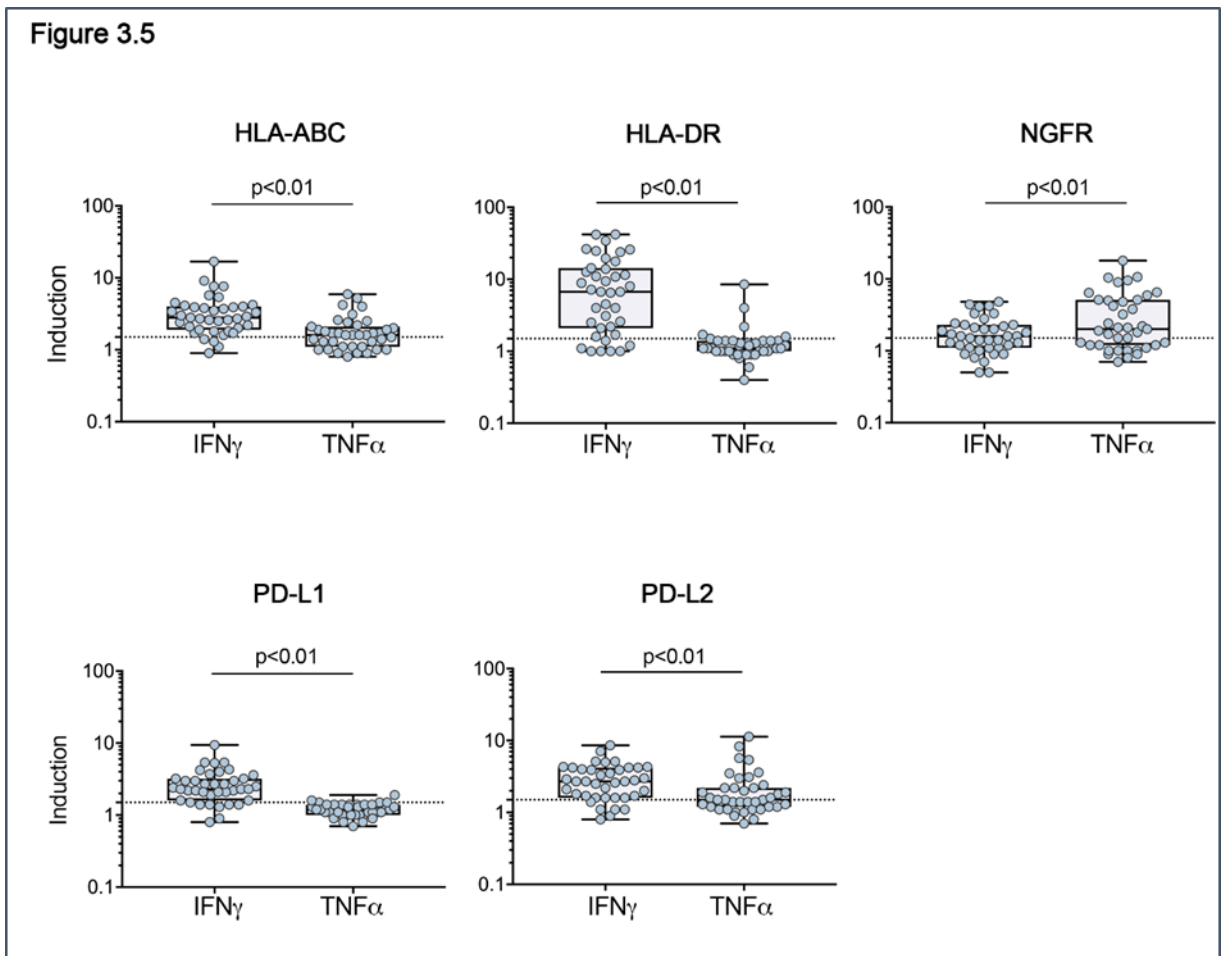 Figure 3.5
HLA-ABC
HLA-DR
NGFR
p<0.01
p<0.01
p<0.01
100
10
1
0.1
Induction
IFNγ
TNFα
100
10
1
0.1
IFNγ
TNFα
100
10
1
0.1
IFNγ
TNFα
PD-L1
PD-L2
p<0.01
p<0.01
100
10
1
0.1
Induction
IFNγ
TNFα
100
10
1
0.1
IFNγ
TNFα